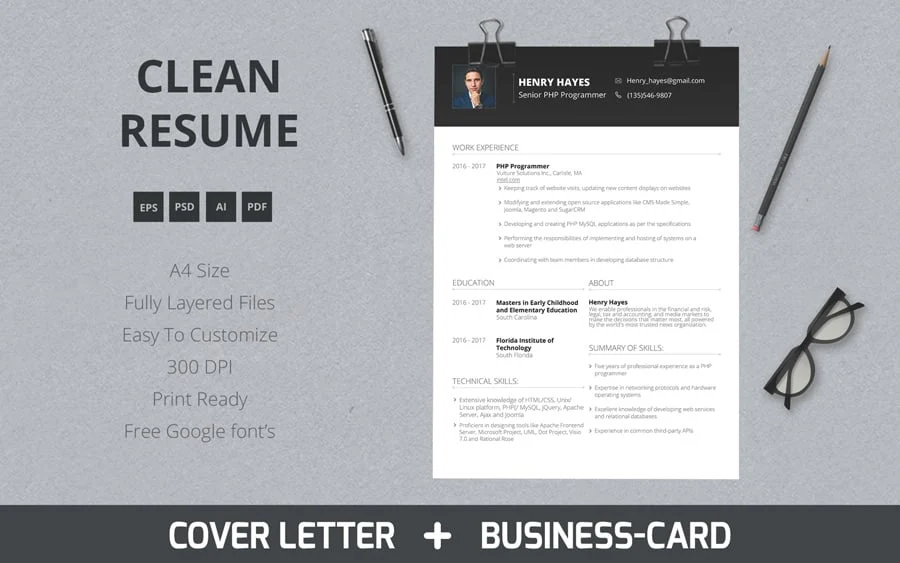 CLEAN
RESUME
EPS PSD AI PDF
A4 Size
Fully Layered Files
Easy To Customize
300 DPI
Print Ready
Free Google font's
HENRY HAYES
Senior PHP Programmer
Henry_hayes@gmail.com
(135)546-9807
WORK EXPERIENCE
2016 - 2017
PHP Programmer
Vulture Solutions Inc., Carlisle, MA
intell.com
Keeping track of website visits, updating new content displays on websites
Modifying and extending open source applications like CMS Made Simple,
Joomla, Magento and SugarCRM
Developing and creating PHP MySQL applications as per the specifications
Performing the responsibilities of implementing and hosting of systems on a
web server
Coordinating with team members in developing database structure
EDUCATION
2016 - 2017
Masters in Early Childhood
and Elementary Education
South Carolina
2016 - 2017
Florida Institute of
Technology
South Florida
TECHNICAL SKILLS:
Extensive knowledge of HTML/CSS, Unix/
Linux platform, PHP/ MySQL, jQuery, Apache
Server, Ajax and Joomla
Proficient in designing tools like Apache Frontend
Server, Microsoft Project, UML, Dot Project, Visio
7.0 and Rational Rose
ABOUT
Henry Hayes
We enable professionals in the financial and risk,
legal, tax and accounting, and media markets to
make the decisions that matter most, all powered
by the world's most trusted news organization.
SUMMARY OF SKILLS:
Five years of professional experience as a PHP
programmer
Expertise in networking protocols and hardware
operating systems
Excellent knowledge of developing web services
and relational databases
Experience in common third-party APIs
COVER LETTER + BUSINESS-CARD